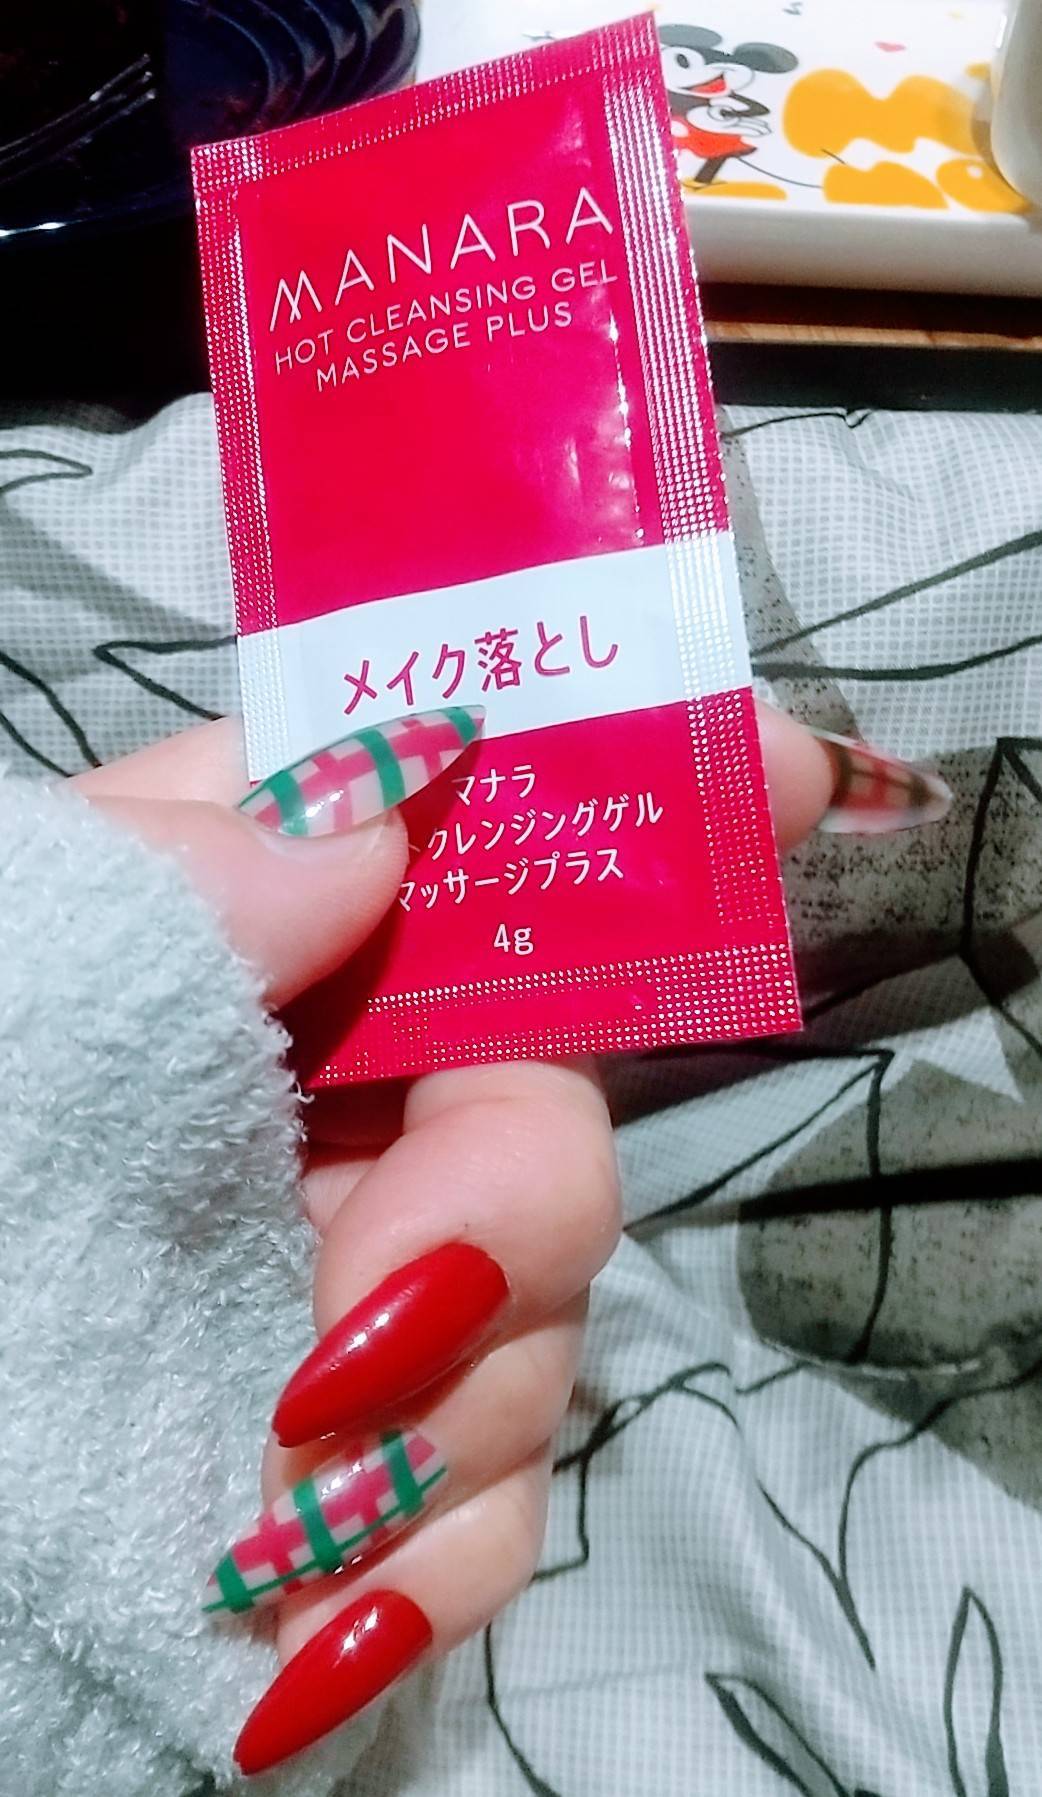 MANARA
HOT CLEANSING GEL
MASSAGE PLUS
メイク落とし
マナラ
クレンジングゲル
マッサージプラス
4g